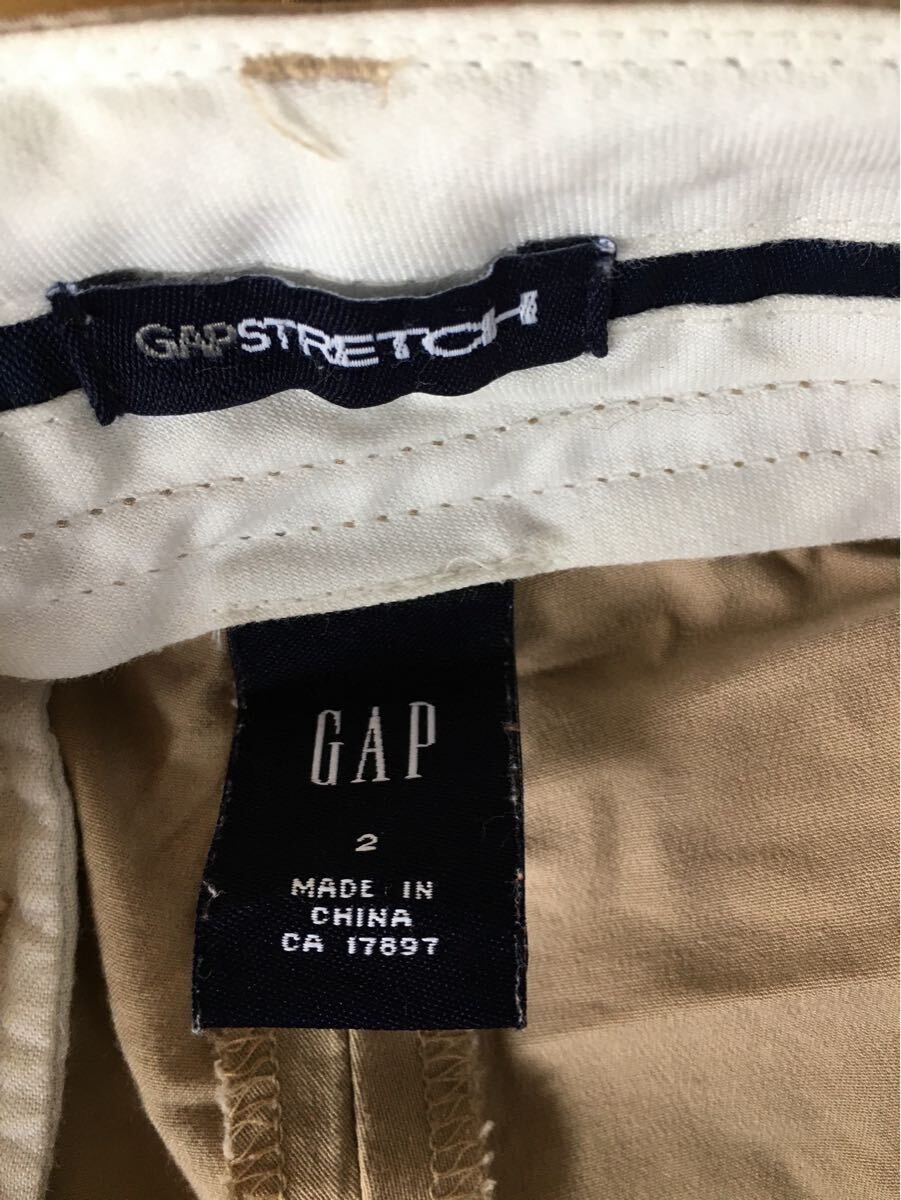 GAPSTRETCH
GAP
2
MADE IN
CHINA
CA 17897